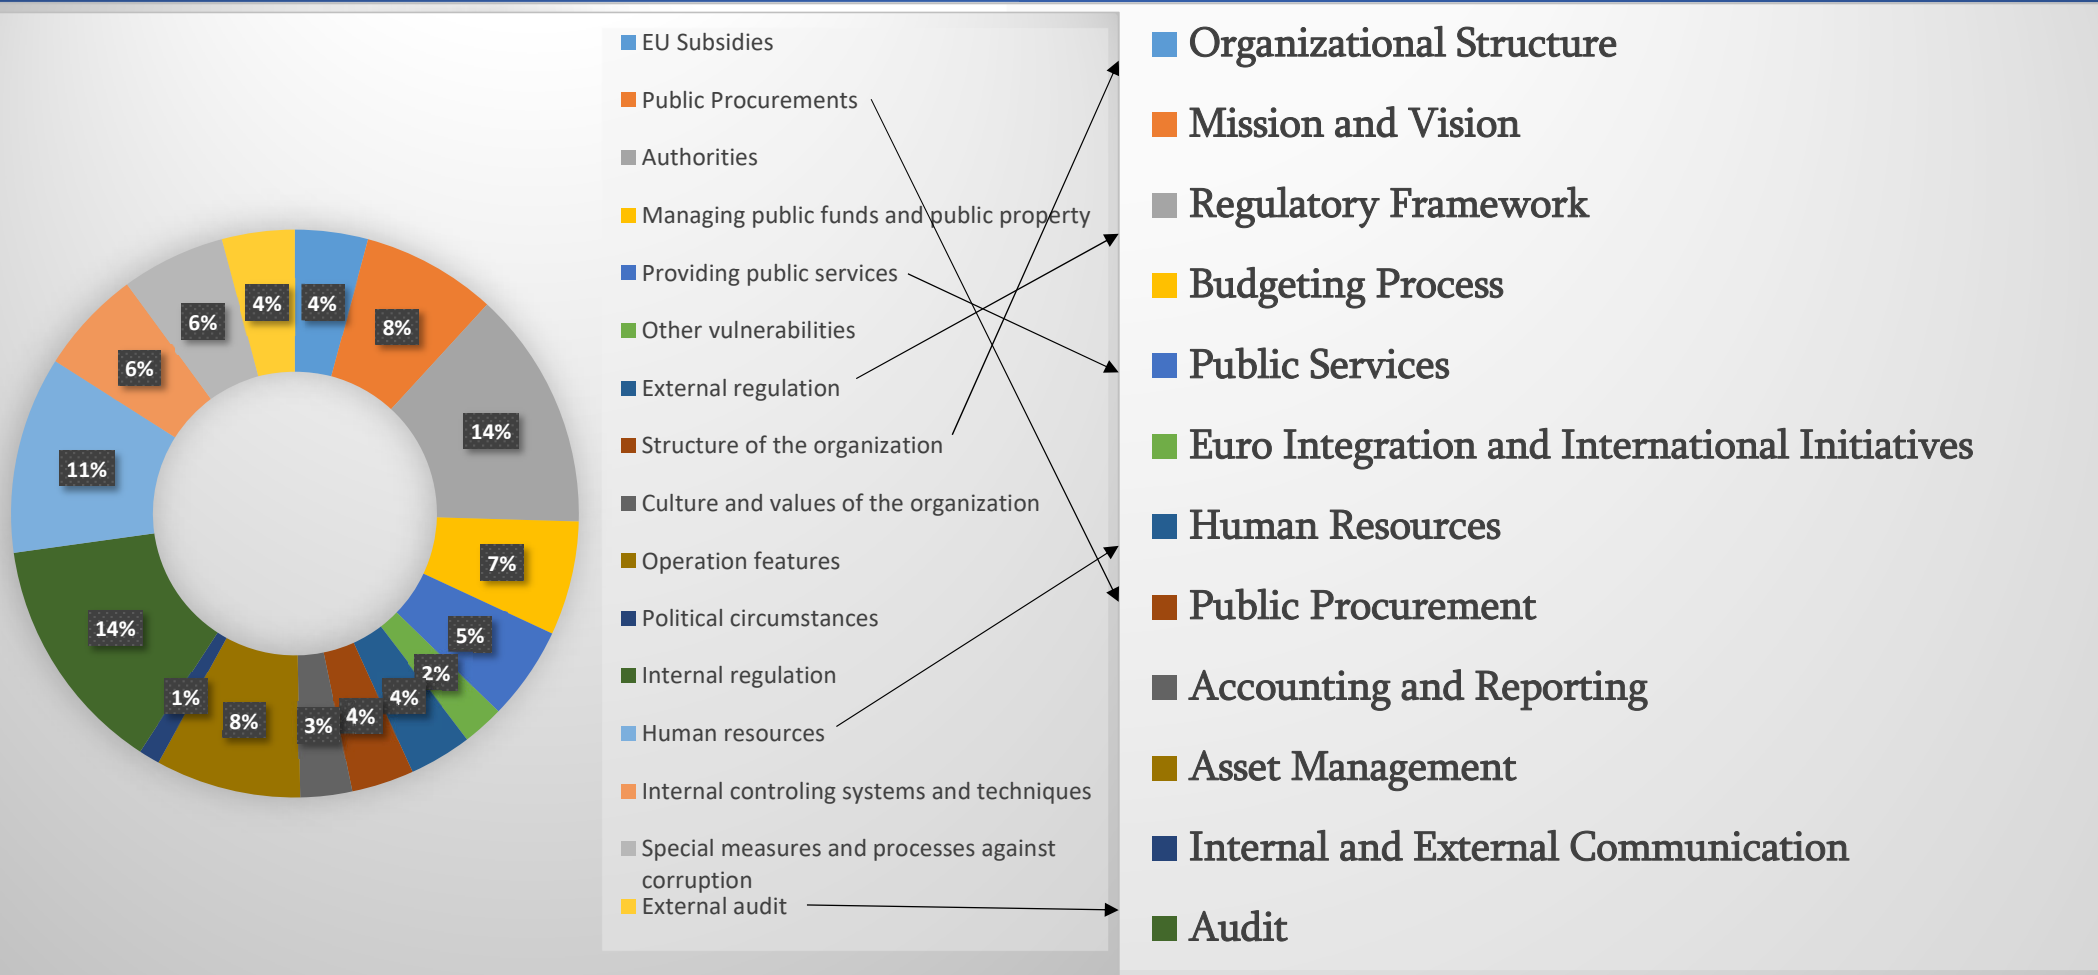 4%
4%
8%
6%
6%
14%
11%
7%
14%
5%
2%
4%
1%
8%
3%
4%
EU Subsidies
Public Procurements
Authorities
Managing public funds and public property
Providing public services
Other vulnerabilities
External regulation
Structure of the organization
Culture and values of the organization
Operation features
Political circumstances
Internal regulation
Human resources
Internal controling systems and techniques
Special measures and processes against
corruption
External audit
Organizational Structure
Mission and Vision
Regulatory Framework
Budgeting Process
Public Services
Euro Integration and International Initiatives
Human Resources
Public Procurement
Accounting and Reporting
Asset Management
Internal and External Communication
Audit